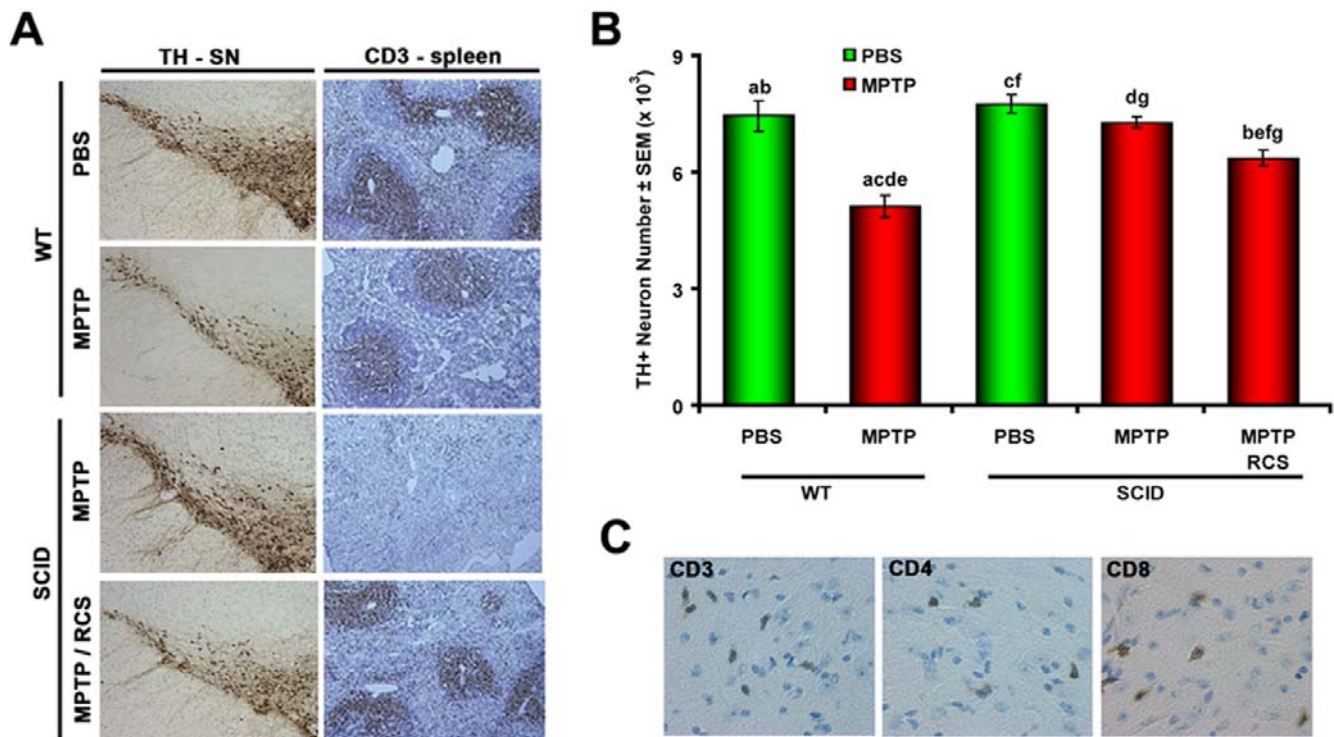 A
TH - SN
CD3 - spleen
WT
PBS
MPTP
SCID
MPTP
MPTP / RCS
B
TH+ Neuron Number ± SEM (x 10³)
9
6
3
0
PBS
MPTP
ab
acde
cf
dg
befg
PBS
MPTP
PBS
MPTP
MPTP
RCS
WT
SCID
C
CD3
CD4
CD8